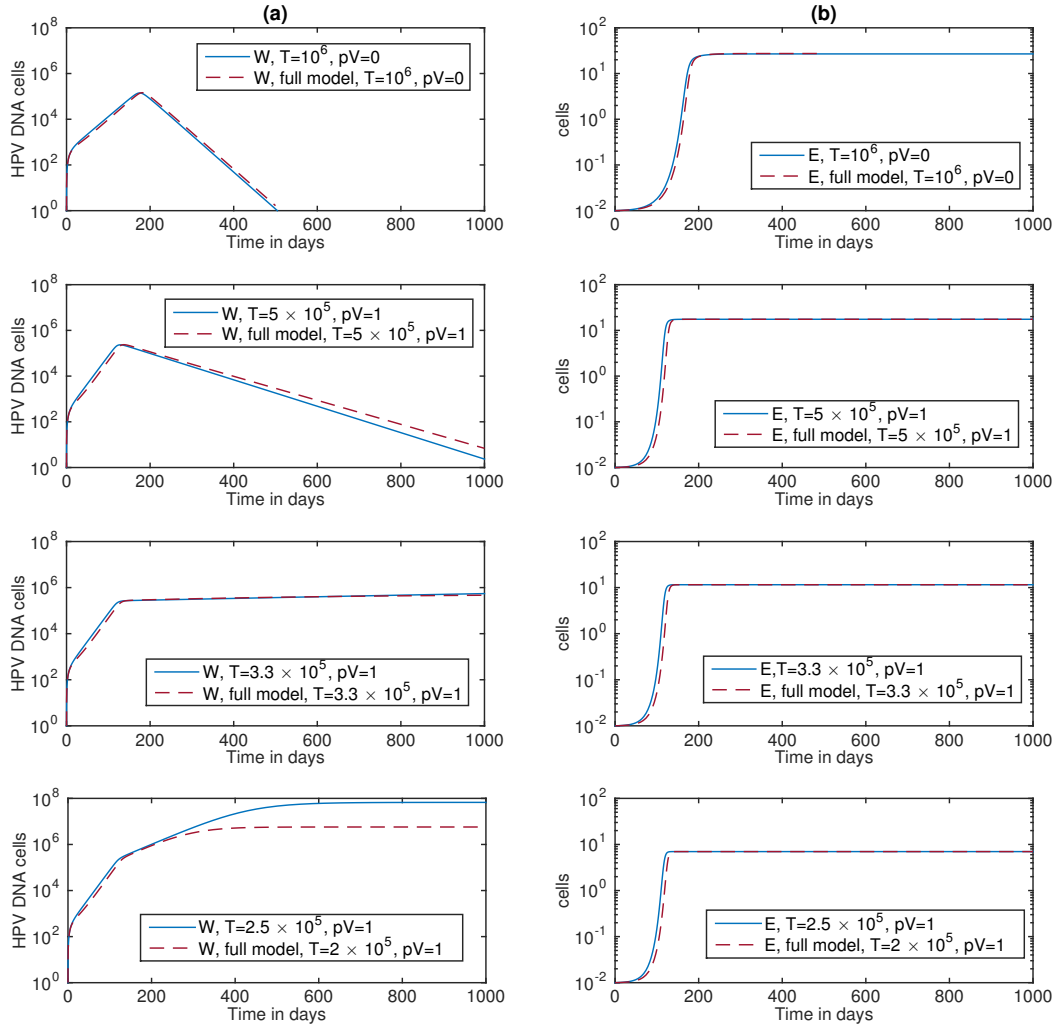 (a)
10^8
10^6
10^4
10^2
10^0
HPV DNA cells
W, T=10^6, pV=0
W, full model, T=10^6, pV=0
0 200 400 600 800 1000
Time in days
(b)
10^2
10^1
10^0
10^-1
10^-2
cells
E, T=10^6, pV=0
E, full model, T=10^6, pV=0
0 200 400 600 800 1000
Time in days
10^8
10^6
10^4
10^2
10^0
HPV DNA cells
W, T=5 × 10^5, pV=1
W, full model, T=5 × 10^5, pV=1
0 200 400 600 800 1000
Time in days
10^2
10^1
10^0
10^-1
10^-2
cells
E, T=5 × 10^5, pV=1
E, full model, T=5 × 10^5, pV=1
0 200 400 600 800 1000
Time in days
10^8
10^6
10^4
10^2
10^0
HPV DNA cells
W, T=3.3 × 10^5, pV=1
W, full model, T=3.3 × 10^5, pV=1
0 200 400 600 800 1000
Time in days
10^2
10^1
10^0
10^-1
10^-2
cells
E,T=3.3 × 10^5, pV=1
E, full model, T=3.3 × 10^5, pV=1
0 200 400 600 800 1000
Time in days
10^8
10^6
10^4
10^2
10^0
HPV DNA cells
W, T=2.5 × 10^5, pV=1
W, full model, T=2 × 10^5, pV=1
0 200 400 600 800 1000
Time in days
10^2
10^1
10^0
10^-1
10^-2
cells
E, T=2.5 × 10^5, pV=1
E, full model, T=2 × 10^5, pV=1
0 200 400 600 800 1000
Time in days